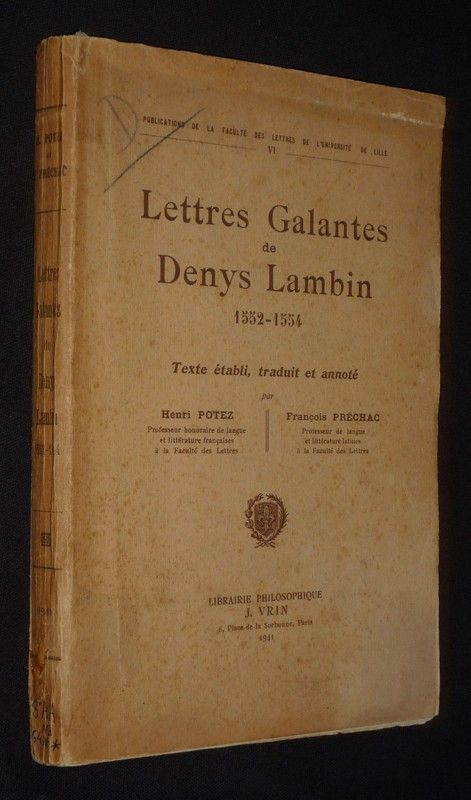 D
PUBLICATIONS DE LA FACULTÉ DES LETTRES DE L'UNIVERSITÉ DE LILLE
VI
Lettres Galantes
de
Denys Lambin
1552-1554
Texte établi, traduit et annoté
par
Henri POTEZ
Professeur honoraire de langue
et littérature françaises
à la Faculté des Lettres
François PRÉCHAC
Professeur de langue
et littérature latines
à la Faculté des Lettres
LIBRAIRIE PHILOSOPHIQUE
J. VRIN
6, Place de la Sorbonne, Paris
1941
POTEZ
PRÉCHAC
Lettres
Galantes
de
Denys
Lambin
1941